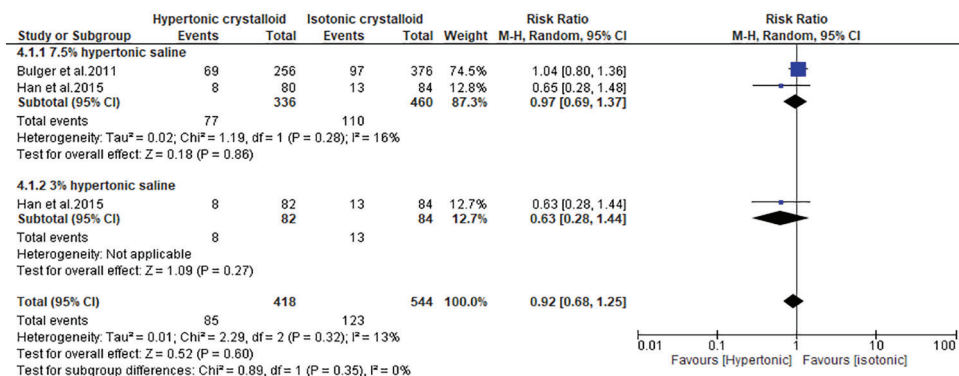 Hypertonic crystalloid Isotonic crystalloid Risk Ratio Risk Ratio
Study or Subgroup Events Total Events Total Weight M-H, Random, 95% CI M-H, Random, 95% CI
4.1.1 7.5% hypertonic saline
Bulger et al.2011 69 256 97 376 74.5% 1.04 [0.80, 1.36]
Han et al.2015 8 80 13 84 12.8% 0.65 [0.28, 1.48]
Subtotal (95% CI) 336 460 87.3% 0.97 [0.69, 1.37]
Total events 77 110
Heterogeneity: Tau² = 0.02; Chi² = 1.19, df = 1 (P = 0.28); I² = 16%
Test for overall effect: Z = 0.18 (P = 0.86)
4.1.2 3% hypertonic saline
Han et al.2015 8 82 13 84 12.7% 0.63 [0.28, 1.44]
Subtotal (95% CI) 82 84 12.7% 0.63 [0.28, 1.44]
Total events 8 13
Heterogeneity: Not applicable
Test for overall effect: Z = 1.09 (P = 0.27)
Total (95% CI) 418 544 100.0% 0.92 [0.68, 1.25]
Total events 85 123
Heterogeneity: Tau² = 0.01; Chi² = 2.29, df = 2 (P = 0.32); I² = 13%
Test for overall effect: Z = 0.52 (P = 0.60)
Test for subgroup differences: Chi² = 0.89, df = 1 (P = 0.35), I² = 0%
0.01 0.1 1 10 100
Favours [Hypertonic] Favours [isotonic]